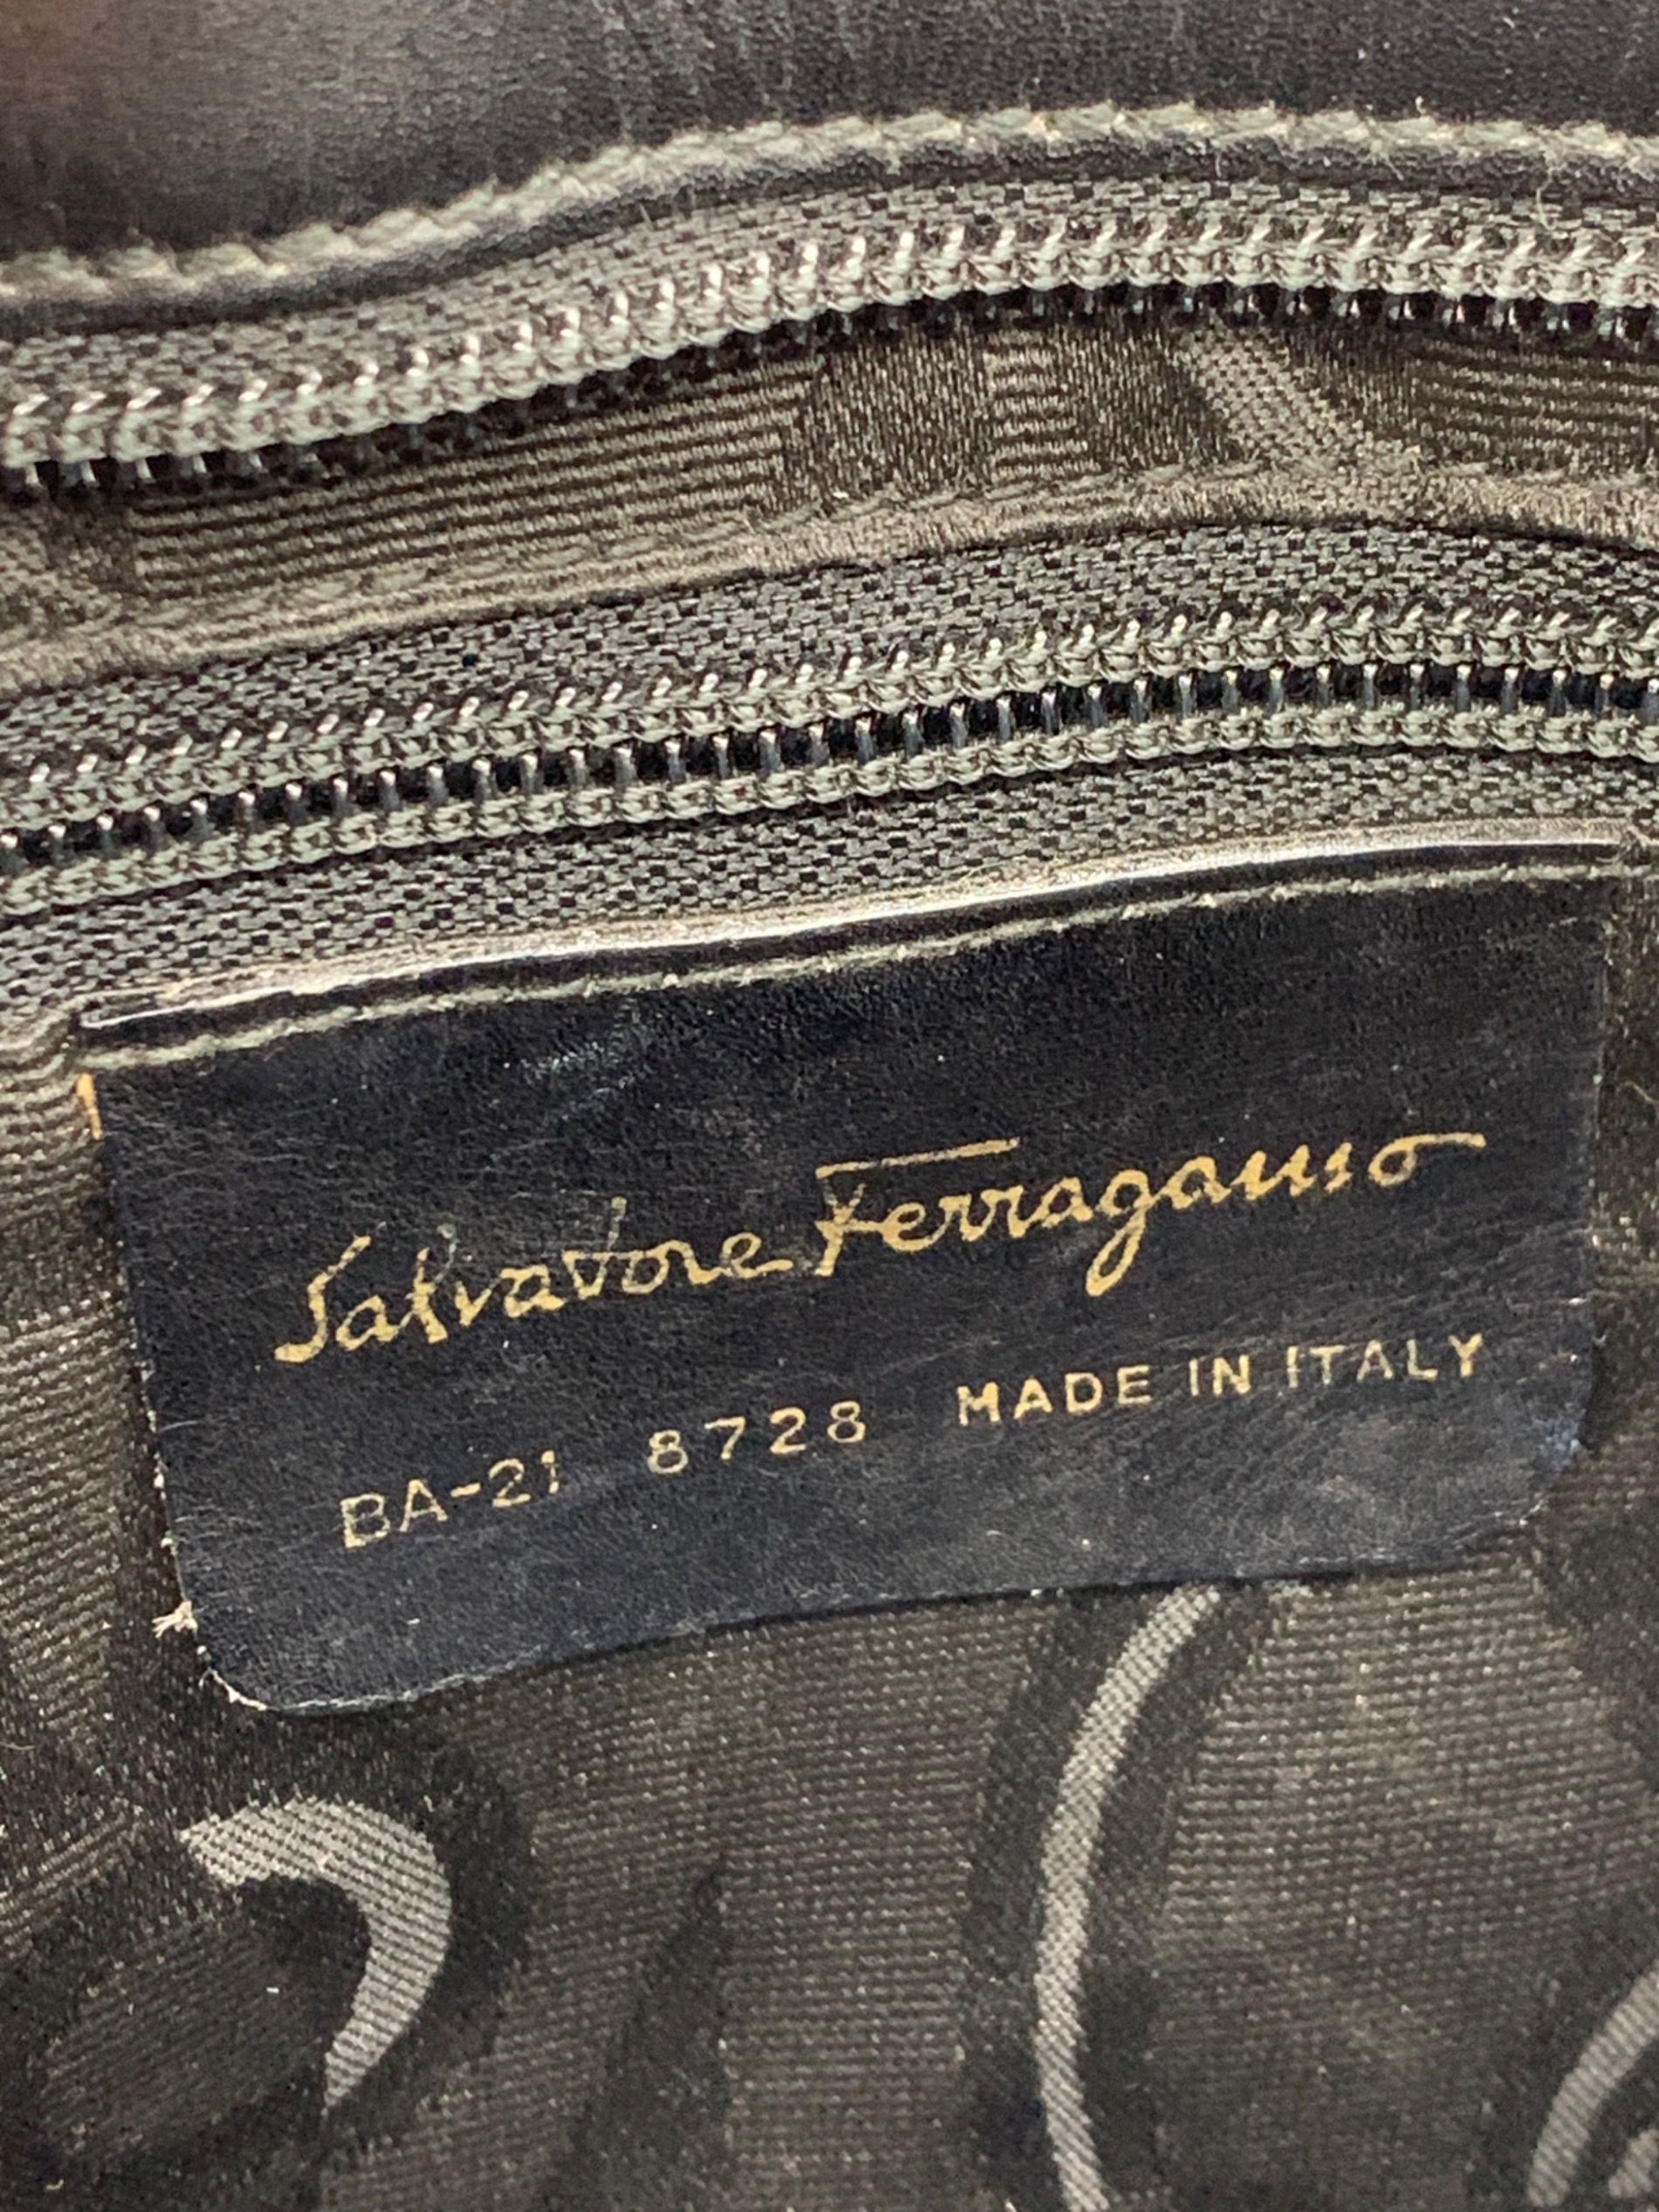 Salvatore Ferragamo
BA-21 8728 MADE IN ITALY